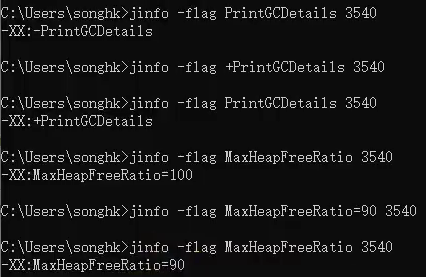 C:\Users\songhk>jinfo -flag PrintGCDetails 3540
-XX:-PrintGCDetails
C:\Users\songhk>jinfo -flag +PrintGCDetails 3540
C:\Users\songhk>jinfo -flag PrintGCDetails 3540
-XX:+PrintGCDetails
C:\Users\songhk>jinfo -flag MaxHeapFreeRatio 3540
-XX:MaxHeapFreeRatio=100
C:\Users\songhk>jinfo -flag MaxHeapFreeRatio=90 3540
C:\Users\songhk>jinfo -flag MaxHeapFreeRatio 3540
-XX:MaxHeapFreeRatio=90